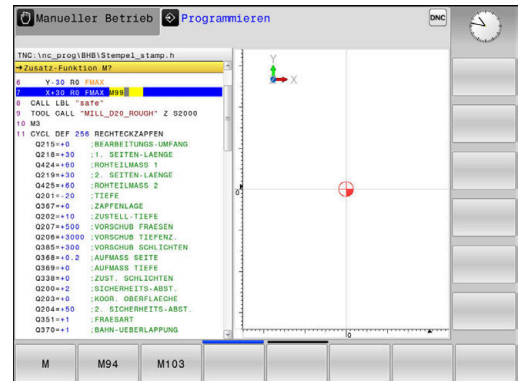 Manueller Betrieb
Programmieren
DNC
TNC:\nc_prog\BHB\Stempel_stamp.h
→Zusatz-Funktion M?
6 Y-30 R0 FMAX
7 X+30 R0 FMAX M99
8 CALL LBL "safe"
9 TOOL CALL "MILL_D20_ROUGH" Z S2000
10 M3
11 CYCL DEF 256 RECHTECKZAPFEN
Q215=+0 ;BEARBEITUNGS-UMFANG
Q218=+30 ;1. SEITEN-LAENGE
Q424=+60 ;ROHTEILMASS 1
Q219=+30 ;2. SEITEN-LAENGE
Q425=+60 ;ROHTEILMASS 2
Q201=-20 ;TIEFE
Q367=+0 ;ZAPFENLAGE
Q202=+10 ;ZUSTELL-TIEFE
Q207=+500 ;VORSCHUB FRAESEN
Q206=+3000 ;VORSCHUB TIEFENZ.
Q385=+300 ;VORSCHUB SCHLICHTEN
Q368=+0.2 ;AUFMASS SEITE
Q369=+0 ;AUFMASS TIEFE
Q338=+0 ;ZUST. SCHLICHTEN
Q200=+2 ;SICHERHEITS-ABST.
Q203=+0 ;KOOR. OBERFLAECHE
Q204=+50 ;2. SICHERHEITS-ABST.
Q351=+1 ;FRAESART
Q370=+1 ;BAHN-UEBERLAPPUNG
Y
X
0
0
M M94 M103